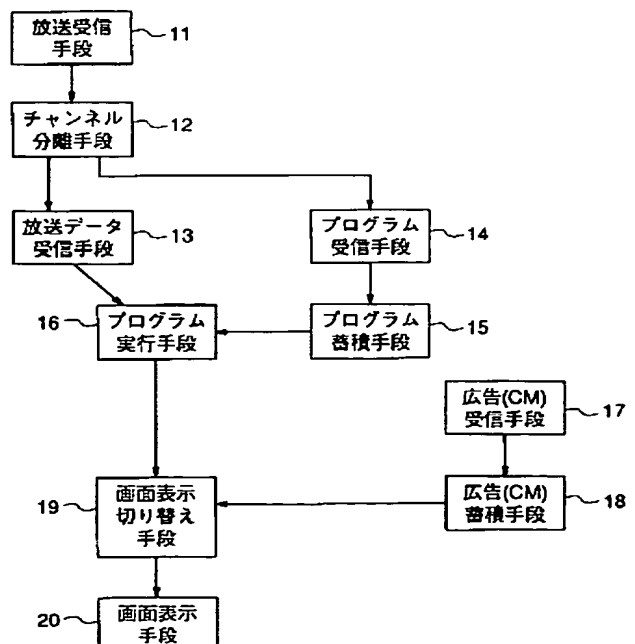 放送受信
手段
11
チャンネル
分離手段
12
放送データ
受信手段
13
プログラム
受信手段
14
16
プログラム
実行手段
プログラム
蓄積手段
15
広告(CM)
受信手段
17
19
画面表示
切り替え
手段
広告(CM)
蓄積手段
18
20
画面表示
手段